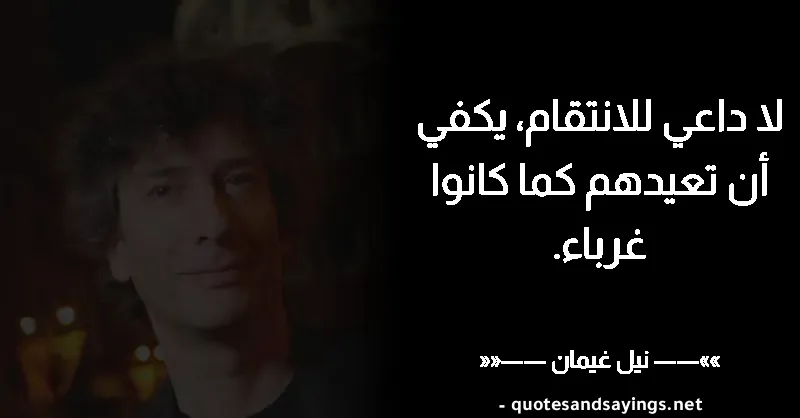 لا داعي للانتقام، يكفي
أن تعيدهم كما كانوا
غرباء.
««—— نيل غيمان ——»»
- quotesandsayings.net